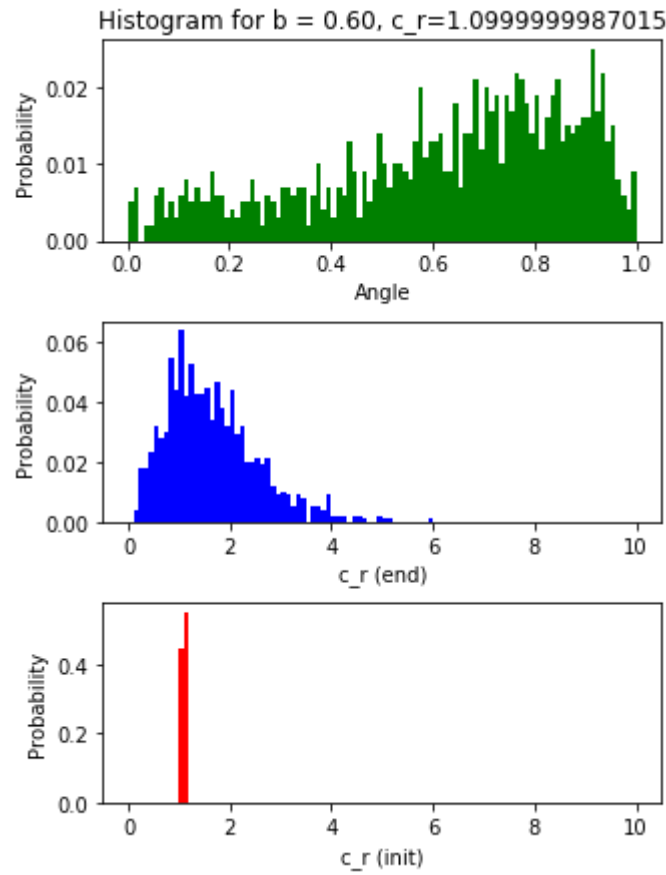 Histogram for b = 0.60, c_r=1.0999999987015
Probability
0.02
0.01
0.00
0.0 0.2 0.4 0.6 0.8 1.0
Angle
Probability
0.06
0.04
0.02
0.00
0 2 4 6 8 10
c_r (end)
Probability
0.4
0.2
0.0
0 2 4 6 8 10
c_r (init)